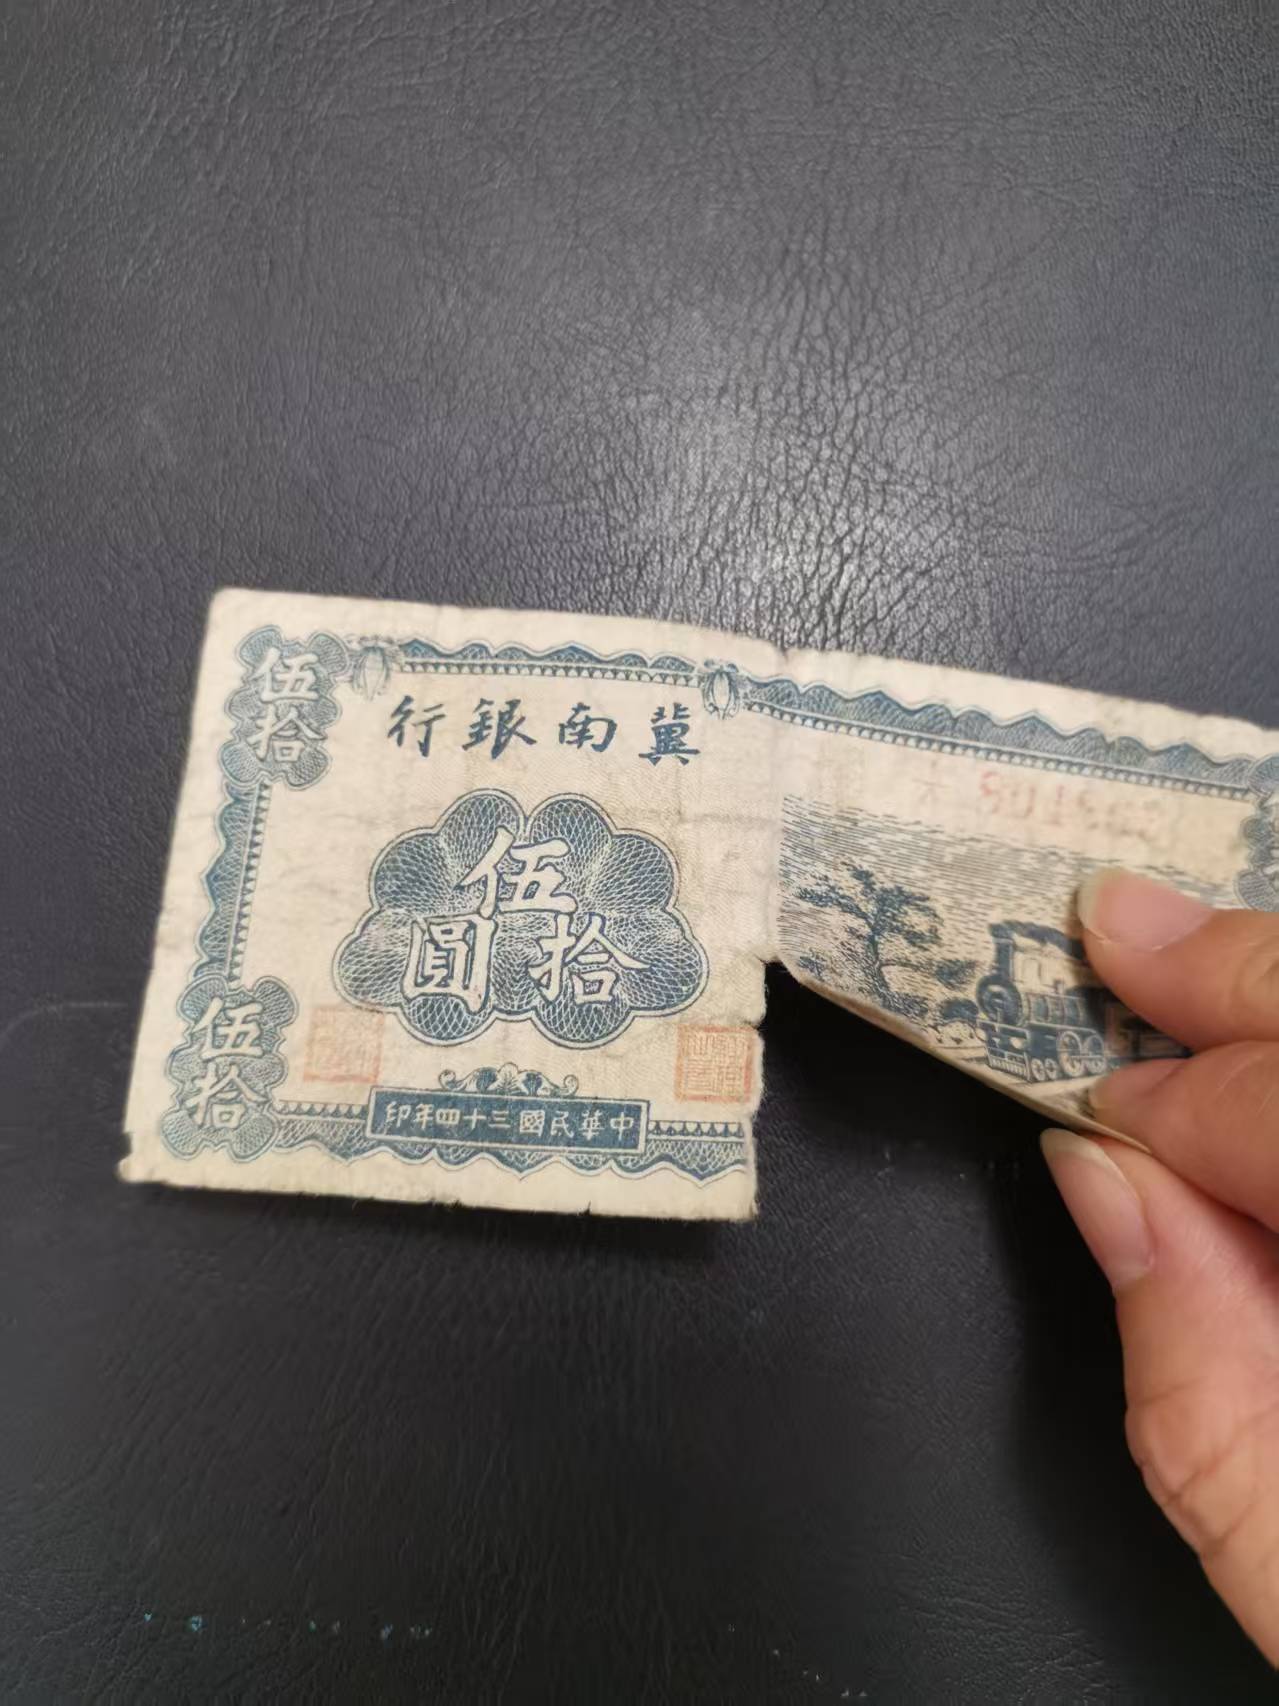 伍拾
冀南銀行
伍拾圓
伍拾
中華民國三十四年印